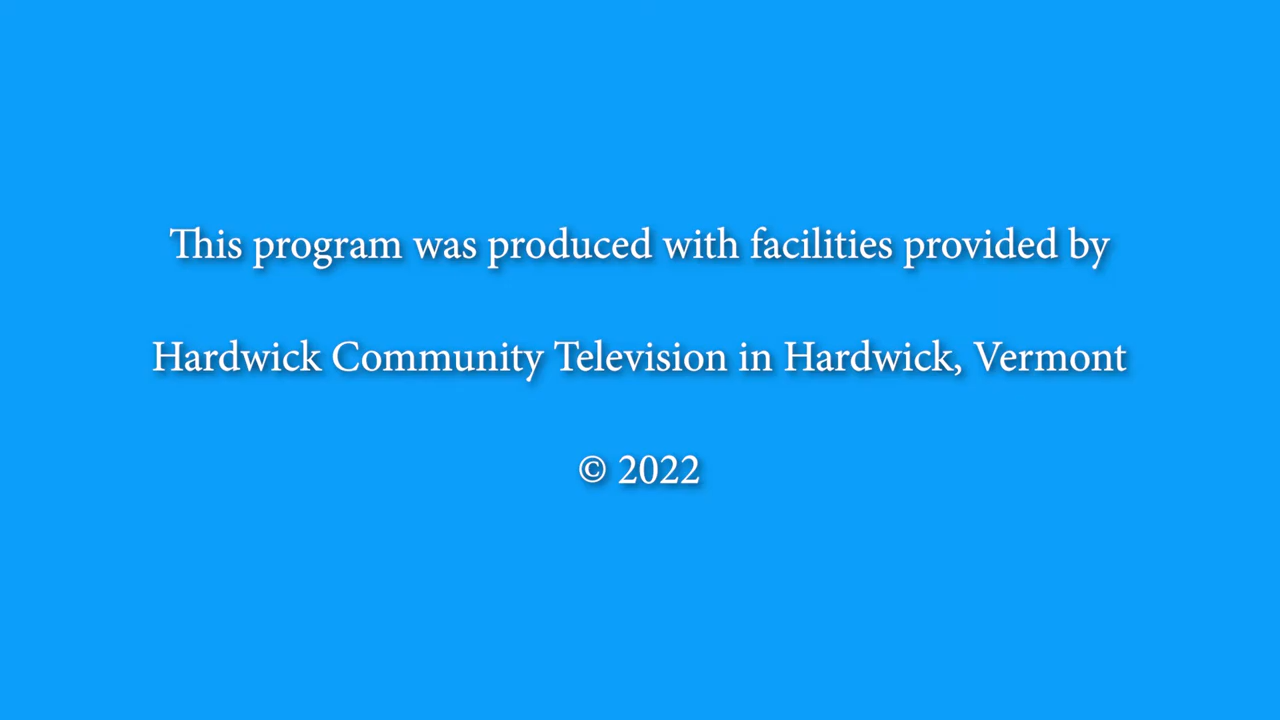 This program was produced with facilities provided by
Hardwick Community Television in Hardwick, Vermont
© 2022